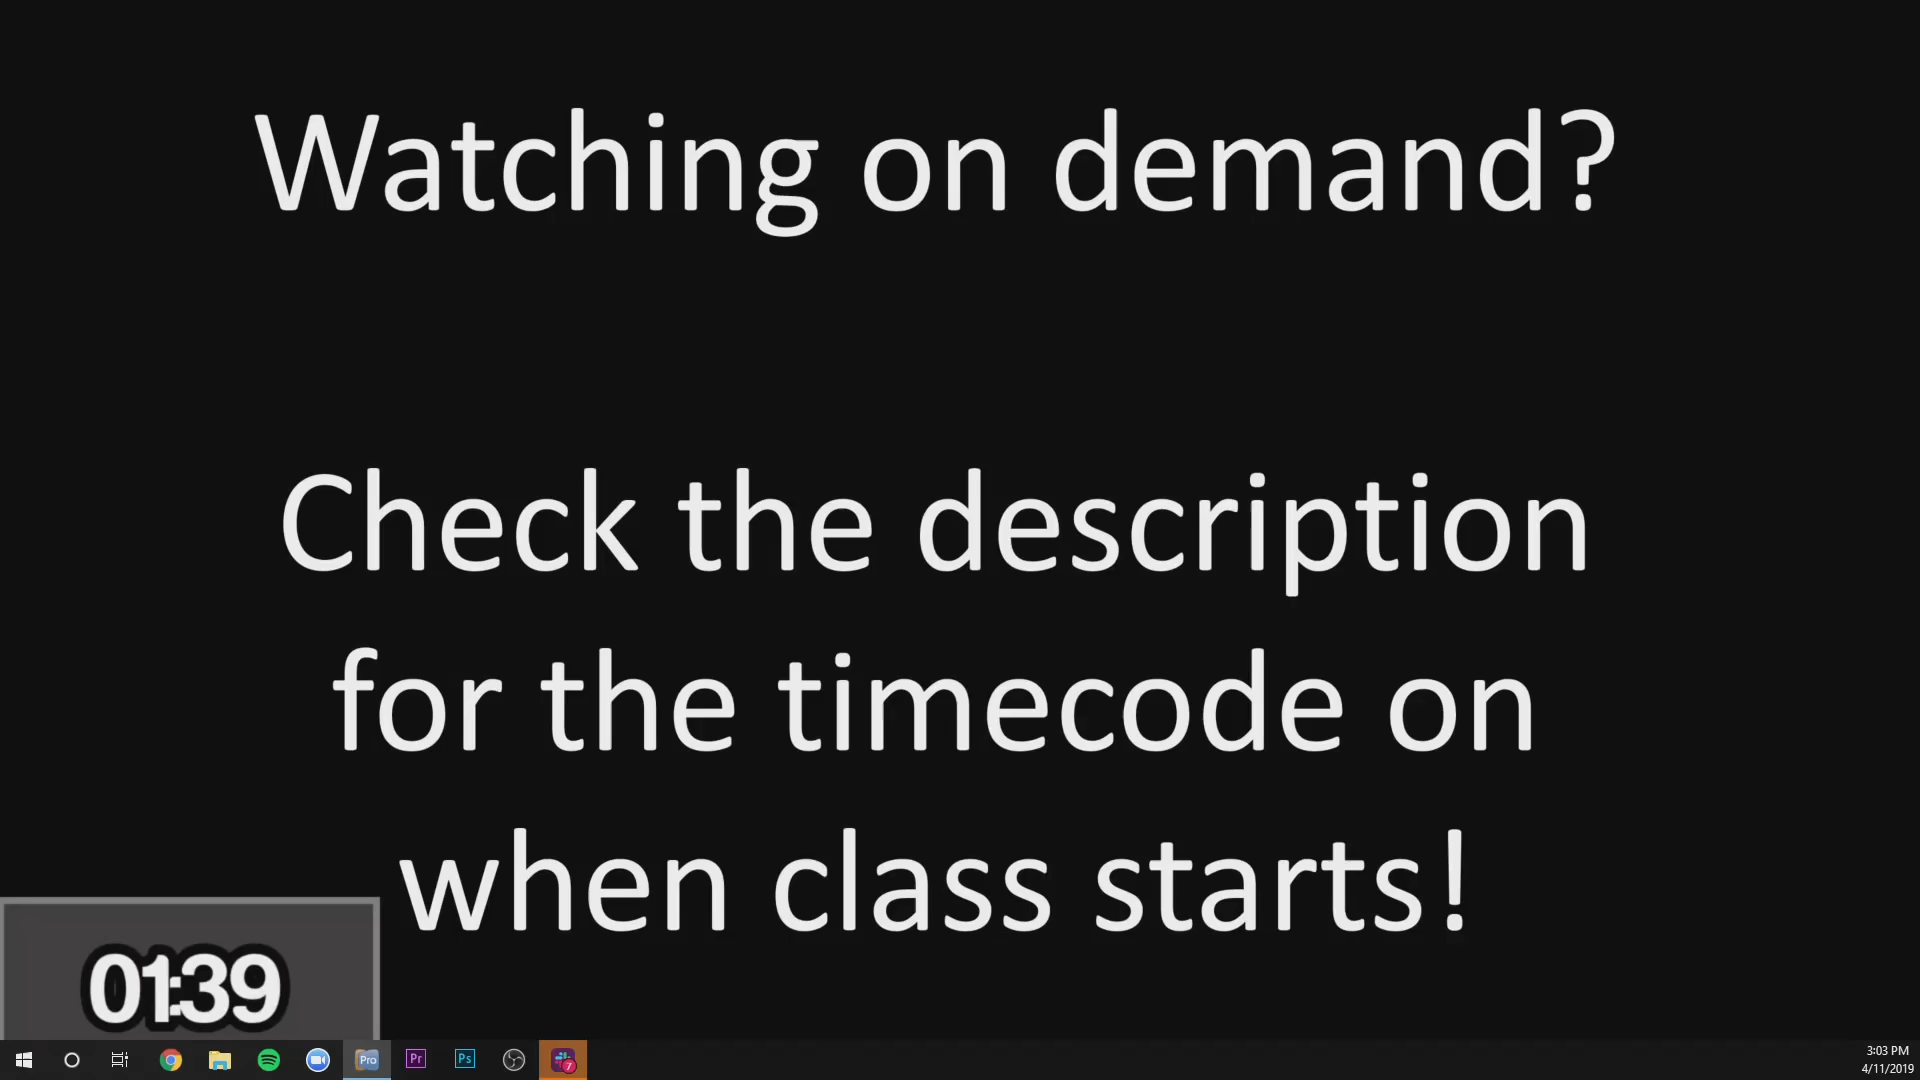 Watching on demand?
Check the description
for the timecode on
when class starts!
01:39
Pro
Pr
Ps
7
3:03 PM
4/11/2019